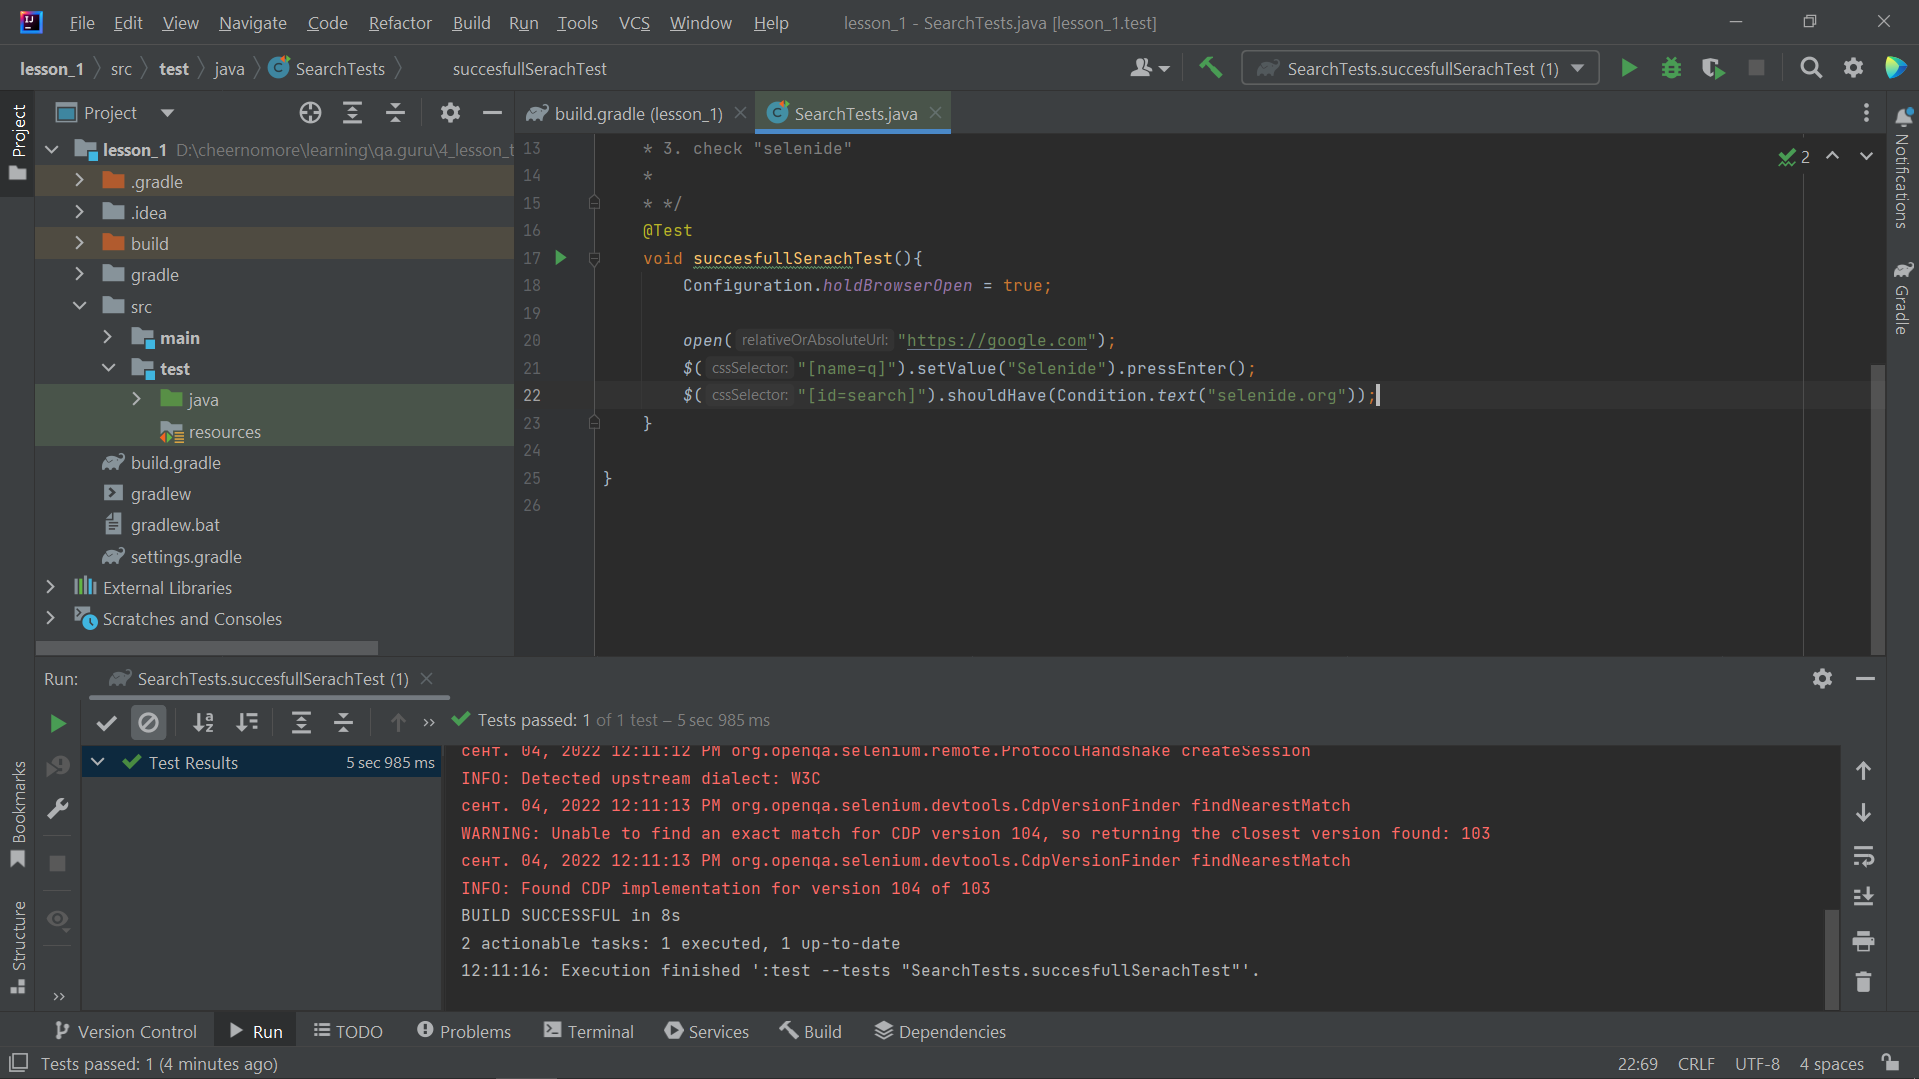 File Edit View Navigate Code Refactor Build Run Tools VCS Window Help lesson_1 - SearchTests.java [lesson_1.test]
lesson_1 src test java SearchTests succesfullSerachTest SearchTests.succesfullSerachTest (1)
Project
Project
build.gradle (lesson_1)
SearchTests.java
lesson_1 D:\cheernomore\learning\qa.guru\4_lesson_t
.gradle
.idea
build
gradle
src
main
test
java
resources
build.gradle
gradlew
gradlew.bat
settings.gradle
External Libraries
Scratches and Consoles
13 * 3. check "selenide"
14 *
15 * */
16 @Test
17 void succesfullSerachTest(){
18 Configuration.holdBrowserOpen = true;
19
20 open( relativeOrAbsoluteUrl: "https://google.com");
21 $( cssSelector: "[name=q]").setValue("Selenide").pressEnter();
22 $( cssSelector: "[id=search]").shouldHave(Condition.text("selenide.org"));
23 }
24
25 }
26
2
Notifications
Gradle
Run: SearchTests.succesfullSerachTest (1)
Tests passed: 1 of 1 test – 5 sec 985 ms
Test Results 5 sec 985 ms
сент. 04, 2022 12:11:12 PM org.openqa.selenium.remote.ProtocolHandshake createSession
INFO: Detected upstream dialect: W3C
сент. 04, 2022 12:11:13 PM org.openqa.selenium.devtools.CdpVersionFinder findNearestMatch
WARNING: Unable to find an exact match for CDP version 104, so returning the closest version found: 103
сент. 04, 2022 12:11:13 PM org.openqa.selenium.devtools.CdpVersionFinder findNearestMatch
INFO: Found CDP implementation for version 104 of 103
BUILD SUCCESSFUL in 8s
2 actionable tasks: 1 executed, 1 up-to-date
12:11:16: Execution finished ':test --tests "SearchTests.succesfullSerachTest"'.
Bookmarks
Structure
Version Control Run TODO Problems Terminal Services Build Dependencies
Tests passed: 1 (4 minutes ago) 22:69 CRLF UTF-8 4 spaces